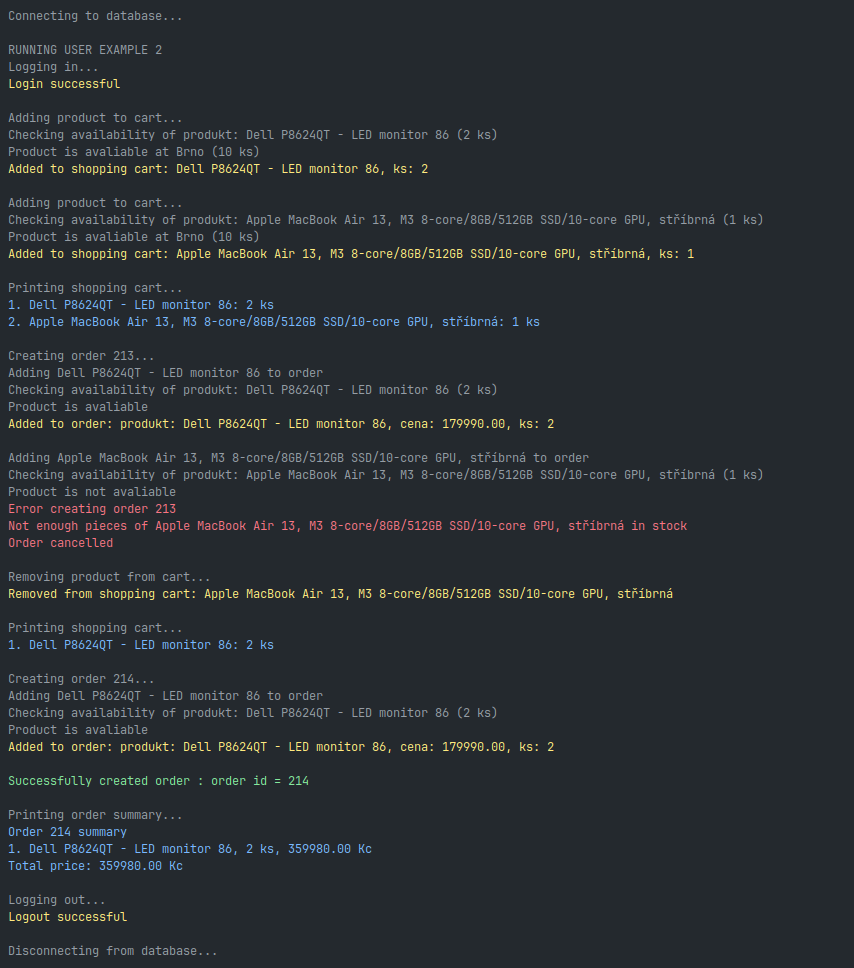 Connecting to database...
RUNNING USER EXAMPLE 2
Logging in...
Login successful
Adding product to cart...
Checking availability of produkt: Dell P8624QT - LED monitor 86 (2 ks)
Product is avaliable at Brno (10 ks)
Added to shopping cart: Dell P8624QT - LED monitor 86, ks: 2
Adding product to cart...
Checking availability of produkt: Apple MacBook Air 13, M3 8-core/8GB/512GB SSD/10-core GPU, stříbrná (1 ks)
Product is avaliable at Brno (10 ks)
Added to shopping cart: Apple MacBook Air 13, M3 8-core/8GB/512GB SSD/10-core GPU, stříbrná, ks: 1
Printing shopping cart...
1. Dell P8624QT - LED monitor 86: 2 ks
2. Apple MacBook Air 13, M3 8-core/8GB/512GB SSD/10-core GPU, stříbrná: 1 ks
Creating order 213...
Adding Dell P8624QT - LED monitor 86 to order
Checking availability of produkt: Dell P8624QT - LED monitor 86 (2 ks)
Product is avaliable
Added to order: produkt: Dell P8624QT - LED monitor 86, cena: 179990.00, ks: 2
Adding Apple MacBook Air 13, M3 8-core/8GB/512GB SSD/10-core GPU, stříbrná to order
Checking availability of produkt: Apple MacBook Air 13, M3 8-core/8GB/512GB SSD/10-core GPU, stříbrná (1 ks)
Product is not avaliable
Error creating order 213
Not enough pieces of Apple MacBook Air 13, M3 8-core/8GB/512GB SSD/10-core GPU, stříbrná in stock
Order cancelled
Removing product from cart...
Removed from shopping cart: Apple MacBook Air 13, M3 8-core/8GB/512GB SSD/10-core GPU, stříbrná
Printing shopping cart...
1. Dell P8624QT - LED monitor 86: 2 ks
Creating order 214...
Adding Dell P8624QT - LED monitor 86 to order
Checking availability of produkt: Dell P8624QT - LED monitor 86 (2 ks)
Product is avaliable
Added to order: produkt: Dell P8624QT - LED monitor 86, cena: 179990.00, ks: 2
Successfully created order : order id = 214
Printing order summary...
Order 214 summary
1. Dell P8624QT - LED monitor 86, 2 ks, 359980.00 Kc
Total price: 359980.00 Kc
Logging out...
Logout successful
Disconnecting from database...